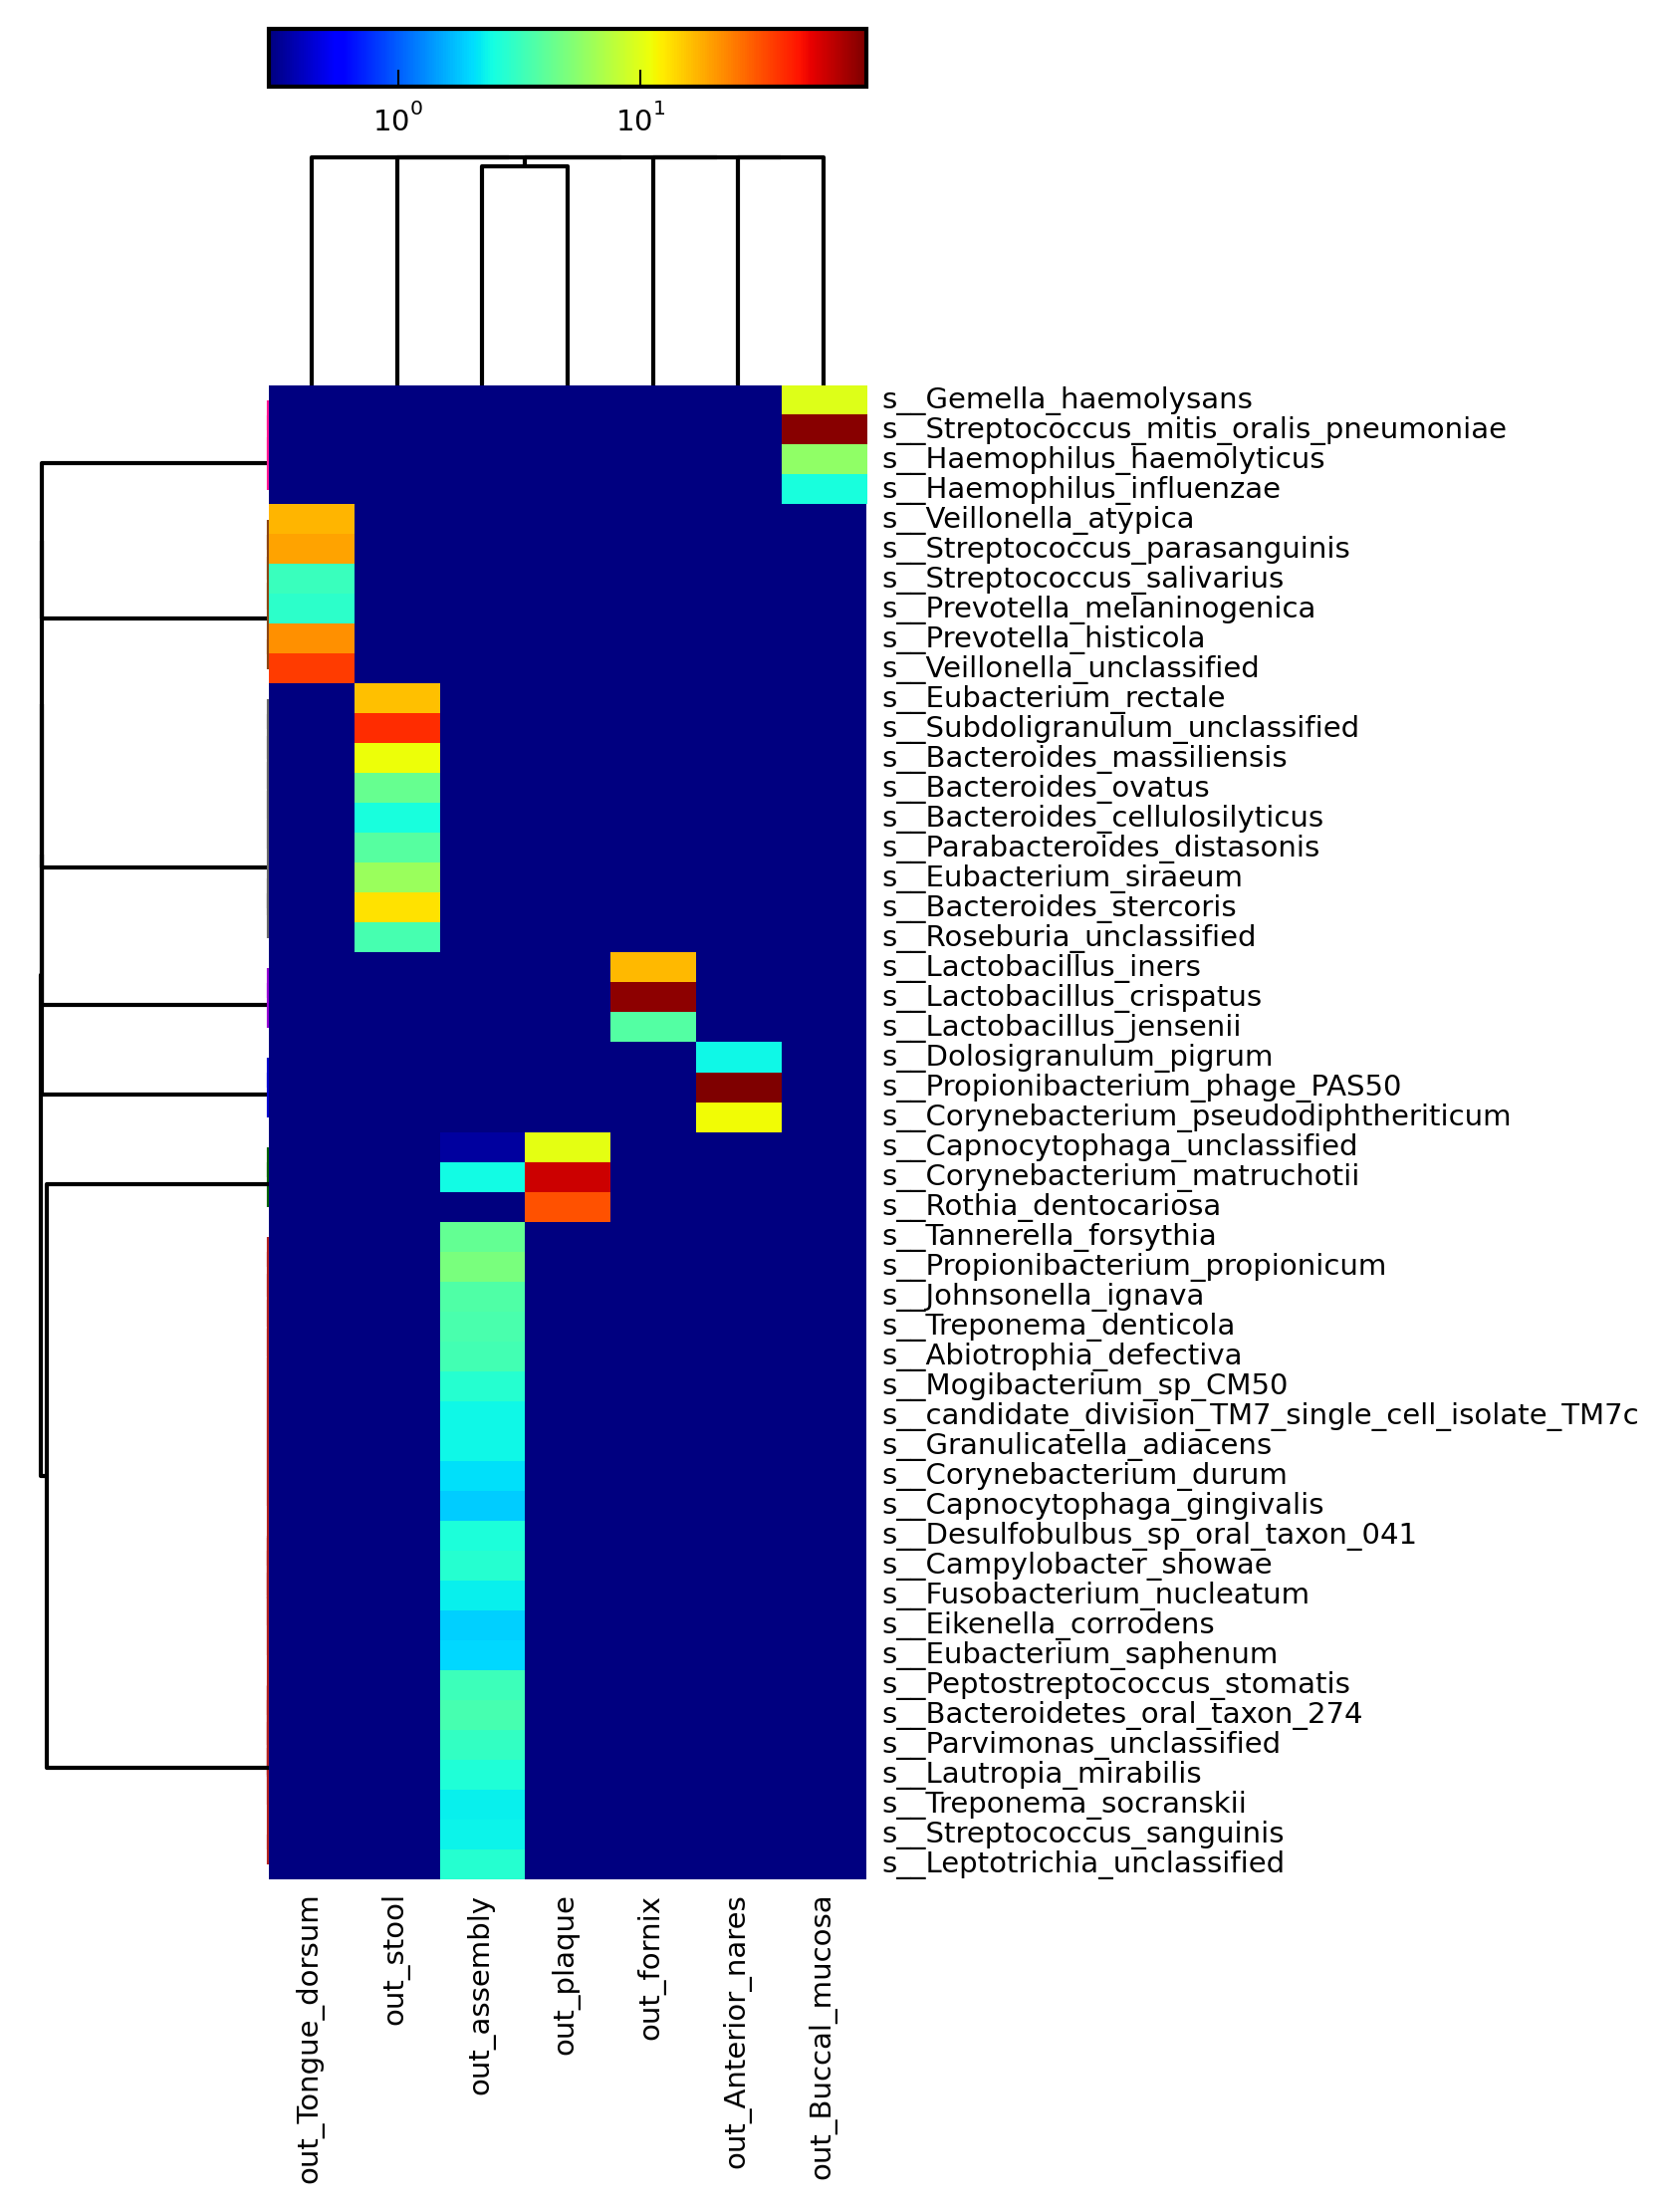 10^0 10^1
s__Gemella_haemolysans
s__Streptococcus_mitis_oralis_pneumoniae
s__Haemophilus_haemolyticus
s__Haemophilus_influenzae
s__Veillonella_atypica
s__Streptococcus_parasanguinis
s__Streptococcus_salivarius
s__Prevotella_melaninogenica
s__Prevotella_histicola
s__Veillonella_unclassified
s__Eubacterium_rectale
s__Subdoligranulum_unclassified
s__Bacteroides_massiliensis
s__Bacteroides_ovatus
s__Bacteroides_cellulosilyticus
s__Parabacteroides_distasonis
s__Eubacterium_siraeum
s__Bacteroides_stercoris
s__Roseburia_unclassified
s__Lactobacillus_iners
s__Lactobacillus_crispatus
s__Lactobacillus_jensenii
s__Dolosigranulum_pigrum
s__Propionibacterium_phage_PAS50
s__Corynebacterium_pseudodiphtheriticum
s__Capnocytophaga_unclassified
s__Corynebacterium_matruchotii
s__Rothia_dentocariosa
s__Tannerella_forsythia
s__Propionibacterium_propionicum
s__Johnsonella_ignava
s__Treponema_denticola
s__Abiotrophia_defectiva
s__Mogibacterium_sp_CM50
s__candidate_division_TM7_single_cell_isolate_TM7c
s__Granulicatella_adiacens
s__Corynebacterium_durum
s__Capnocytophaga_gingivalis
s__Desulfobulbus_sp_oral_taxon_041
s__Campylobacter_showae
s__Fusobacterium_nucleatum
s__Eikenella_corrodens
s__Eubacterium_saphenum
s__Peptostreptococcus_stomatis
s__Bacteroidetes_oral_taxon_274
s__Parvimonas_unclassified
s__Lautropia_mirabilis
s__Treponema_socranskii
s__Streptococcus_sanguinis
s__Leptotrichia_unclassified
out_Tongue_dorsum
out_stool
out_assembly
out_plaque
out_fornix
out_Anterior_nares
out_Buccal_mucosa